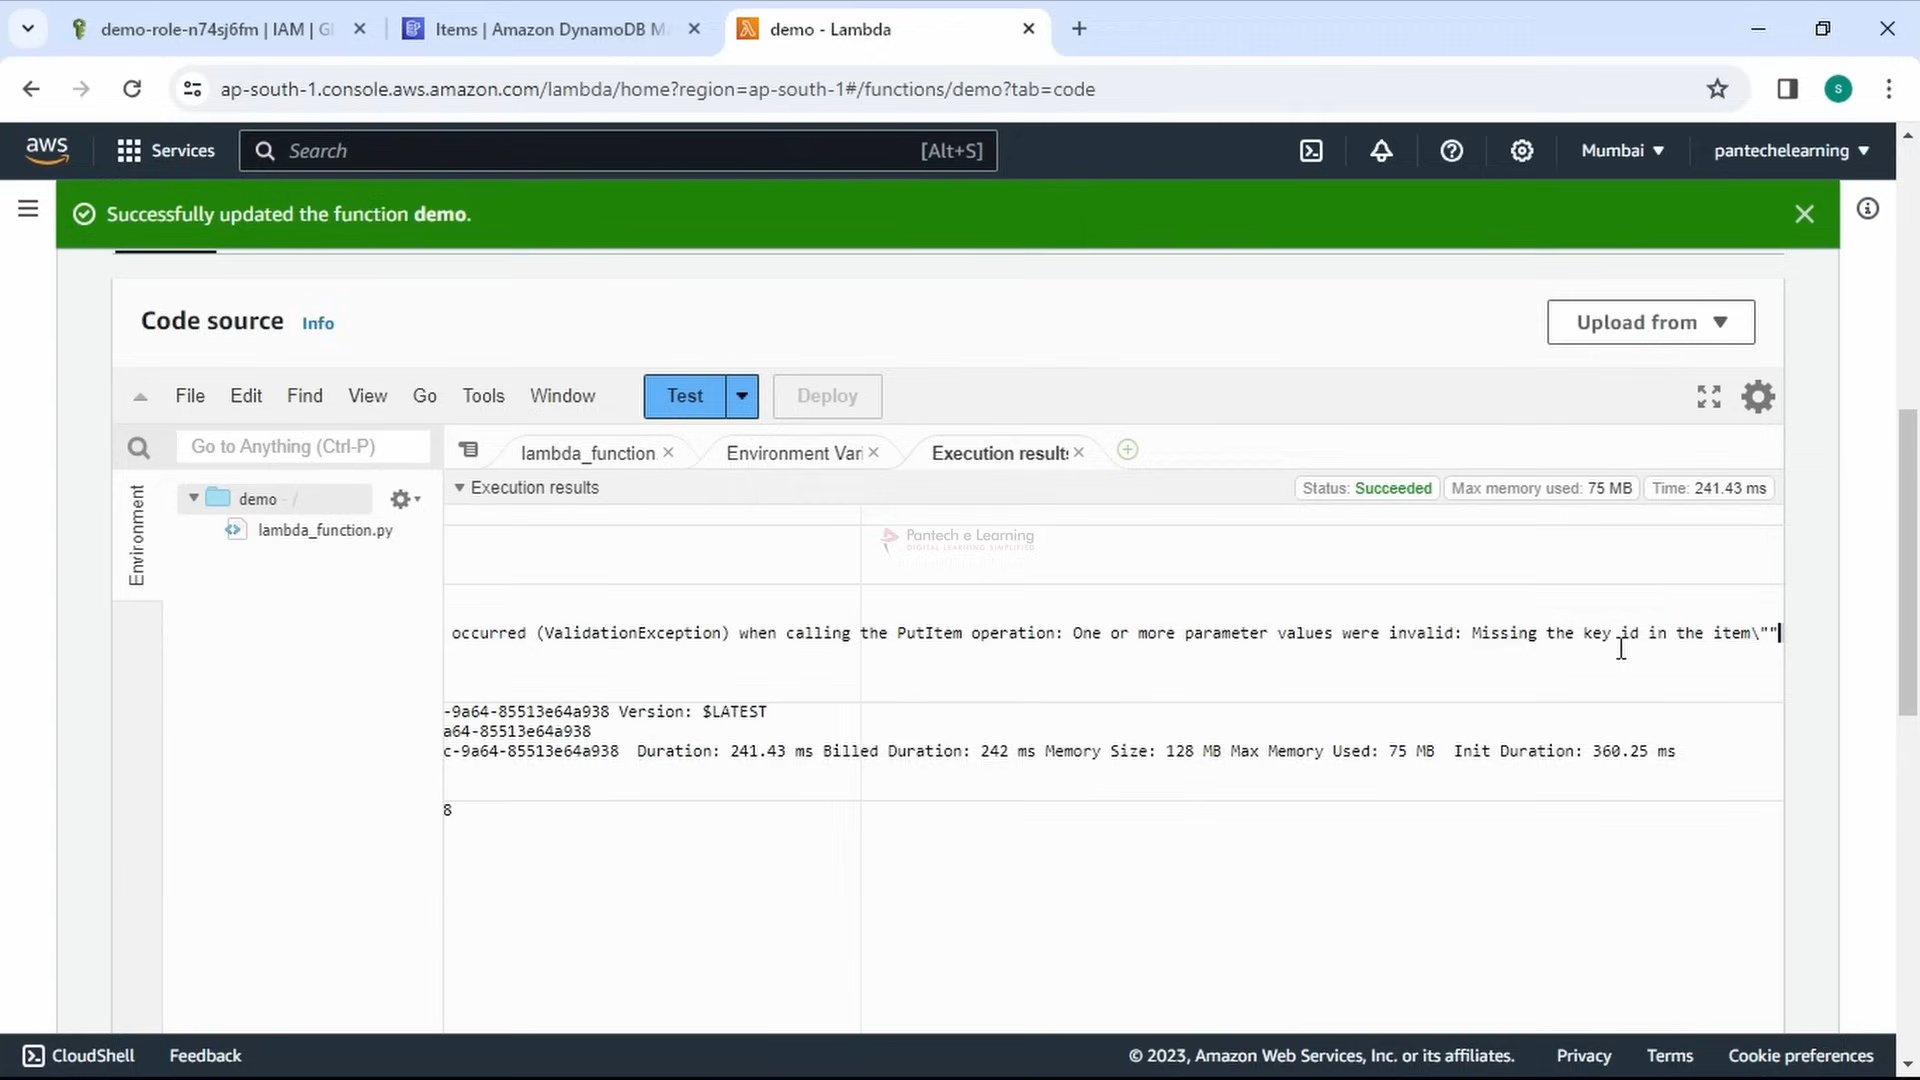 demo-role-n74sj6fm | IAM | Gl
Items | Amazon DynamoDB M
demo - Lambda
ap-south-1.console.aws.amazon.com/lambda/home?region=ap-south-1#/functions/demo?tab=code
S
aws
Services
Search
[Alt+S]
Mumbai
pantechelearning
Successfully updated the function demo.
Code source
Info
Upload from
File
Edit
Find
View
Go
Tools
Window
Test
Deploy
Go to Anything (Ctrl-P)
lambda_function
Environment Vari
Execution results
Environment
demo - /
lambda_function.py
Execution results
Status: Succeeded
Max memory used: 75 MB
Time: 241.43 ms
Pantech e Learning
DIGITAL LEARNING SIMPLIFIED
occurred (ValidationException) when calling the PutItem operation: One or more parameter values were invalid: Missing the key id in the item\""
-9a64-85513e64a938 Version: $LATEST
a64-85513e64a938
c-9a64-85513e64a938 Duration: 241.43 ms Billed Duration: 242 ms Memory Size: 128 MB Max Memory Used: 75 MB Init Duration: 360.25 ms
8
CloudShell
Feedback
© 2023, Amazon Web Services, Inc. or its affiliates.
Privacy
Terms
Cookie preferences